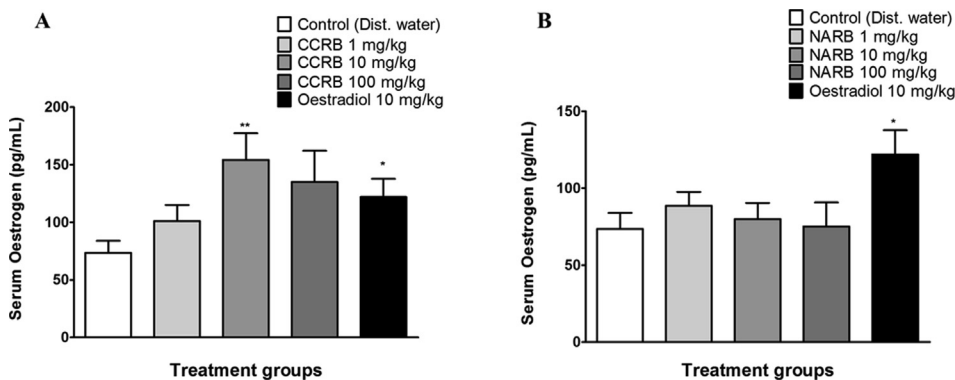 A
Control (Dist. water)
CCRB 1 mg/kg
CCRB 10 mg/kg
CCRB 100 mg/kg
Oestradiol 10 mg/kg
Serum Oestrogen (pg/mL)
200
150
100
50
0
**
*
Treatment groups
B
Control (Dist. water)
NARB 1 mg/kg
NARB 10 mg/kg
NARB 100 mg/kg
Oestradiol 10 mg/kg
Serum Oestrogen (pg/mL)
150
100
50
0
*
Treatment groups